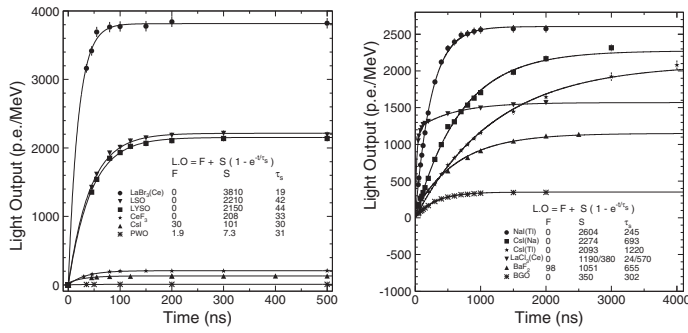 Light Output (p.e./MeV)
4000
3000
2000
1000
0
L.O = F + S ( 1 - e^-t/τs )
F S τs
LaBr3(Ce) 0 3810 19
LSO 0 2210 42
LYSO 0 2150 44
CeF3 0 208 33
CsI 30 101 30
PWO 1.9 7.3 31
0 100 200 300 400 500
Time (ns)
Light Output (p.e./MeV)
3000
2500
2000
1500
1000
500
0
-500
-1000
L.O = F + S ( 1 - e^-t/τs )
F S τs
NaI(Tl) 0 2604 245
CsI(Na) 0 2274 693
CsI(Tl) 0 2093 1220
LaCl3(Ce) 0 1190/380 24/570
BaF2 98 1051 655
BGO 0 350 302
0 1000 2000 3000 4000
Time (ns)